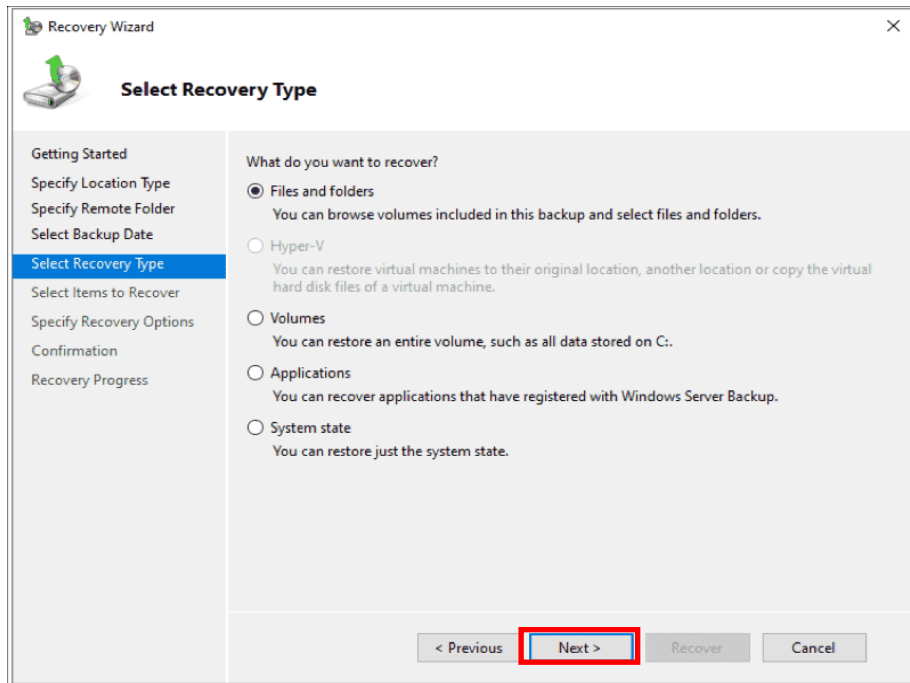 Recovery Wizard
Select Recovery Type
Getting Started
Specify Location Type
Specify Remote Folder
Select Backup Date
Select Recovery Type
Select Items to Recover
Specify Recovery Options
Confirmation
Recovery Progress
What do you want to recover?
Files and folders
You can browse volumes included in this backup and select files and folders.
Hyper-V
You can restore virtual machines to their original location, another location or copy the virtual
hard disk files of a virtual machine.
Volumes
You can restore an entire volume, such as all data stored on C:.
Applications
You can recover applications that have registered with Windows Server Backup.
System state
You can restore just the system state.
< Previous
Next >
Recover
Cancel